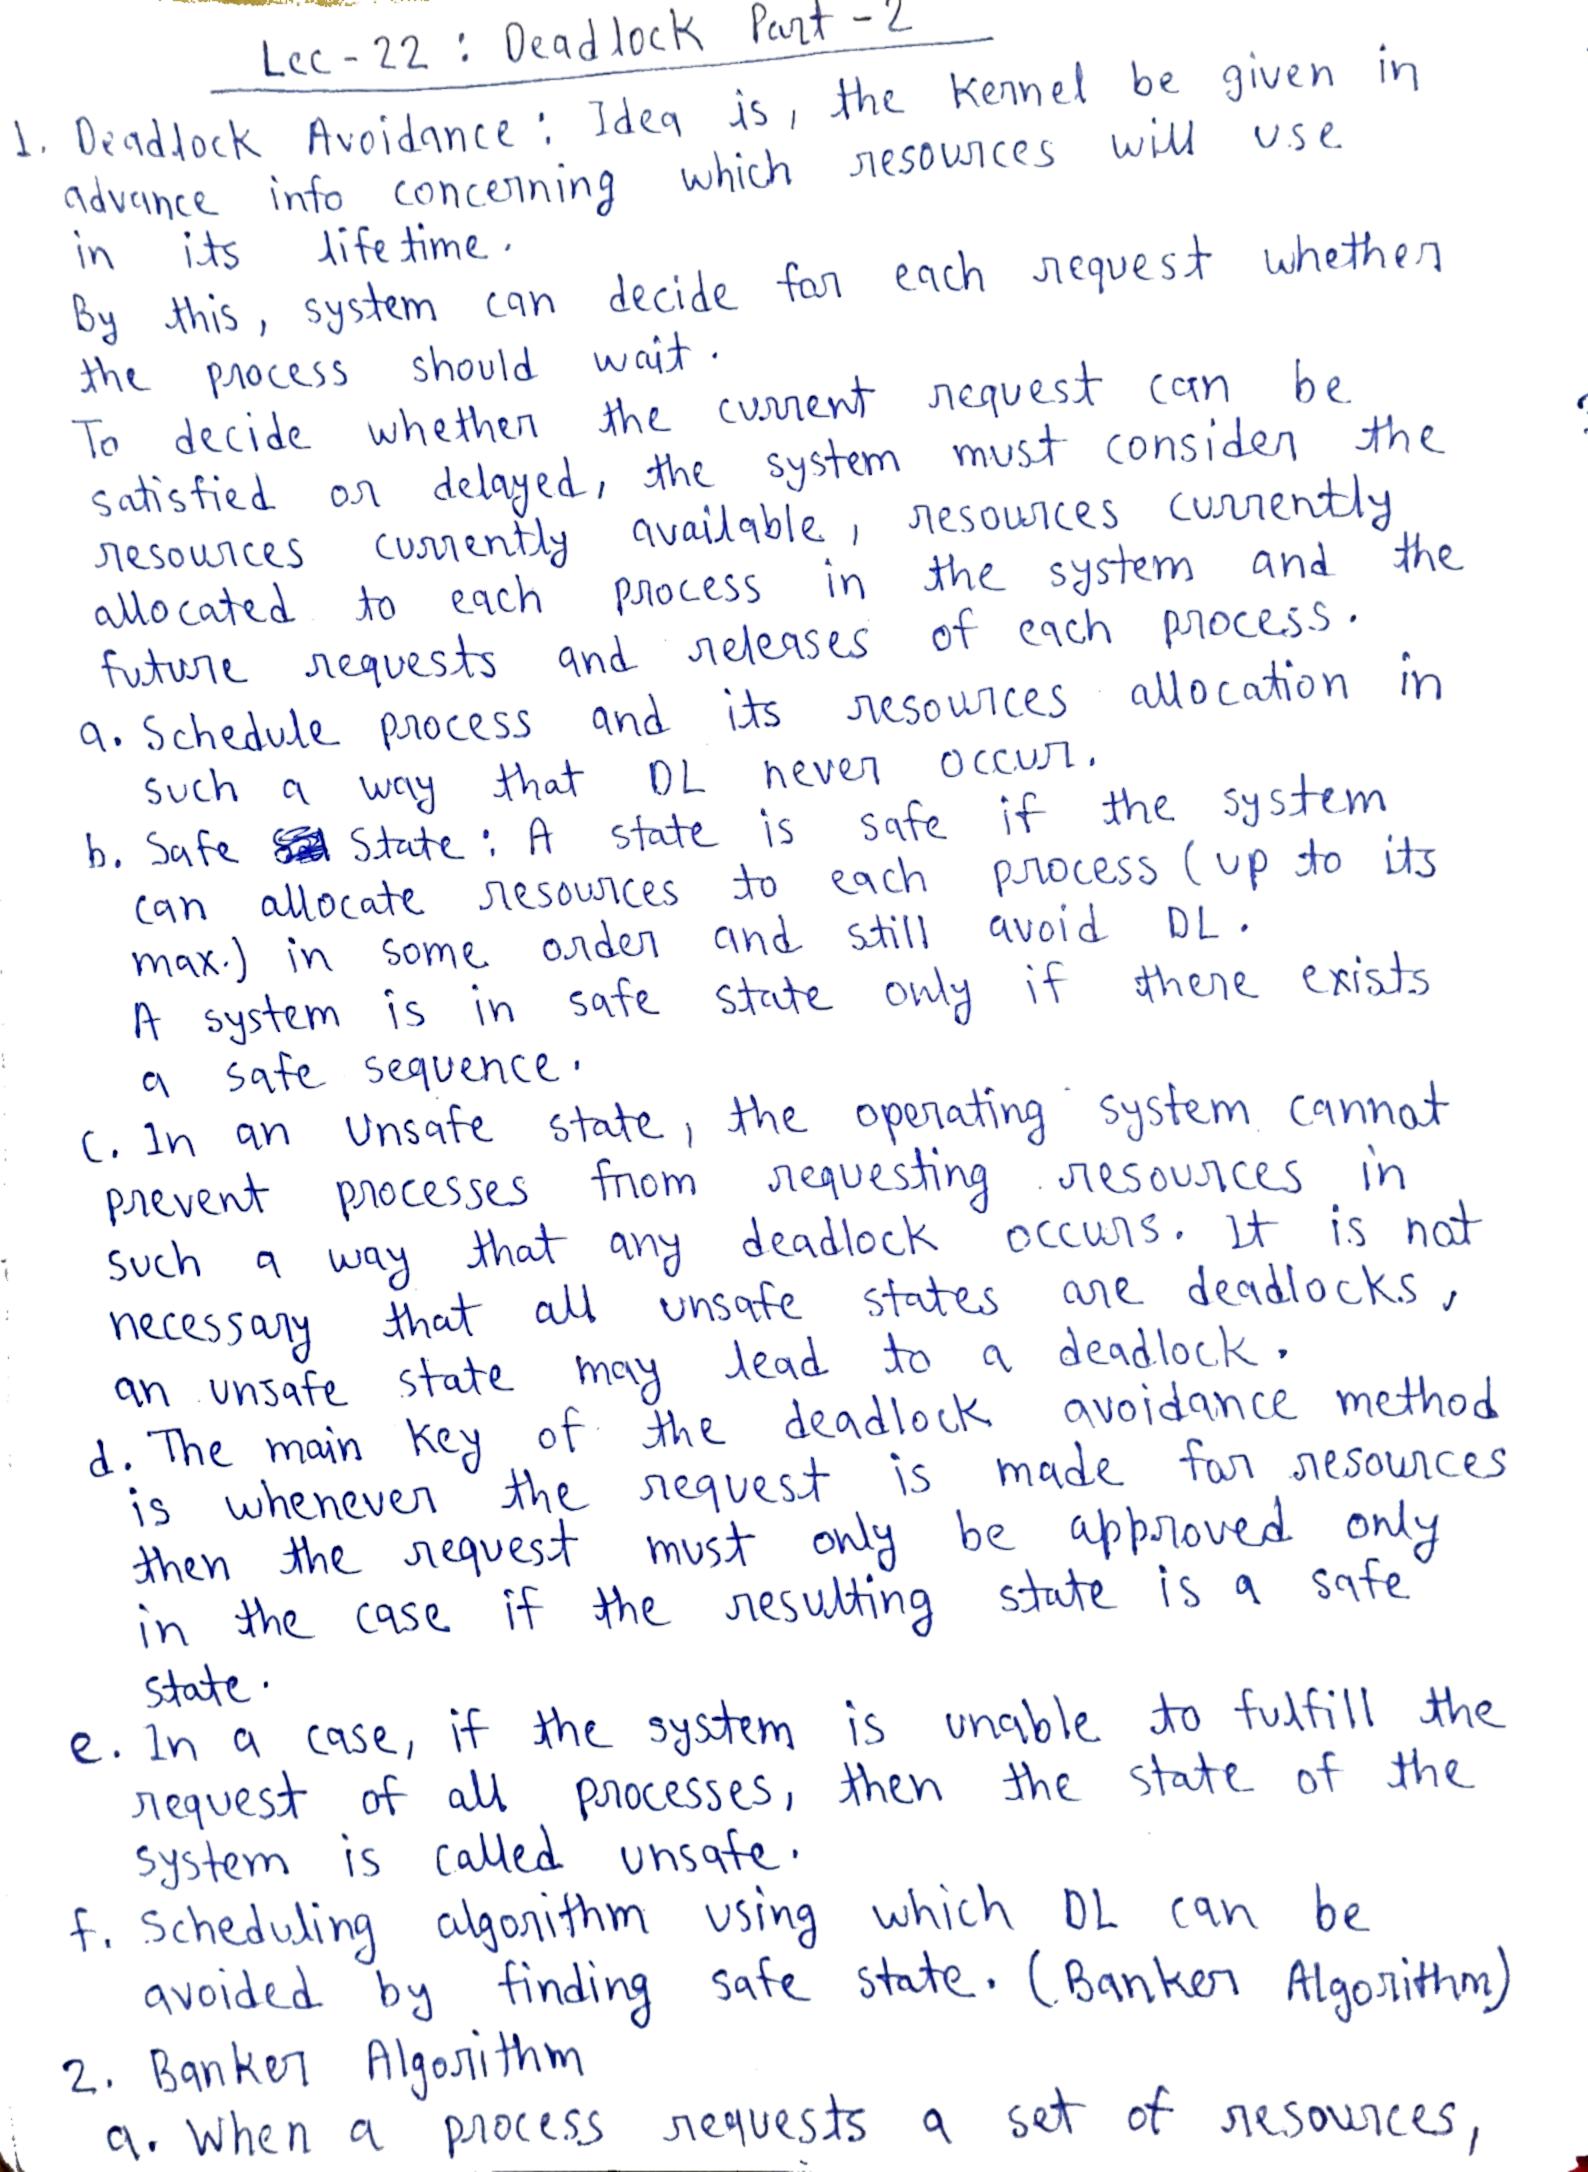 Lec-22 : Deadlock Part-2
1. Deadlock Avoidance : Idea is, the Kernel be given in
advance info concerning which resources will use
in its lifetime.
By this, system can decide for each request whether
the process should wait.
To decide whether the current request can be
satisfied or delayed, the system must consider the
resources currently available, resources currently
allocated to each process in the system and the
future requests and releases of each process.
a. Schedule process and its resources allocation in
such a way that DL never occur.
b. Safe State : A state is safe if the system
can allocate resources to each process (up to its
max.) in some order and still avoid DL.
A system is in safe state only if there exists
a safe sequence.
c. In an Unsafe state, the operating system cannot
prevent processes from requesting resources in
such a way that any deadlock occurs. It is not
necessary that all unsafe states are deadlocks,
an unsafe state may lead to a deadlock.
d. The main key of the deadlock avoidance method
is whenever the request is made for resources
then the request must only be approved only
in the case if the resulting state is a safe
state.
e. In a case, if the system is unable to fulfill the
request of all processes, then the state of the
system is called unsafe.
f. Scheduling algorithm using which DL can be
avoided by finding safe state. (Banker Algorithm)
2. Banker Algorithm
a. When a process requests a set of resources,